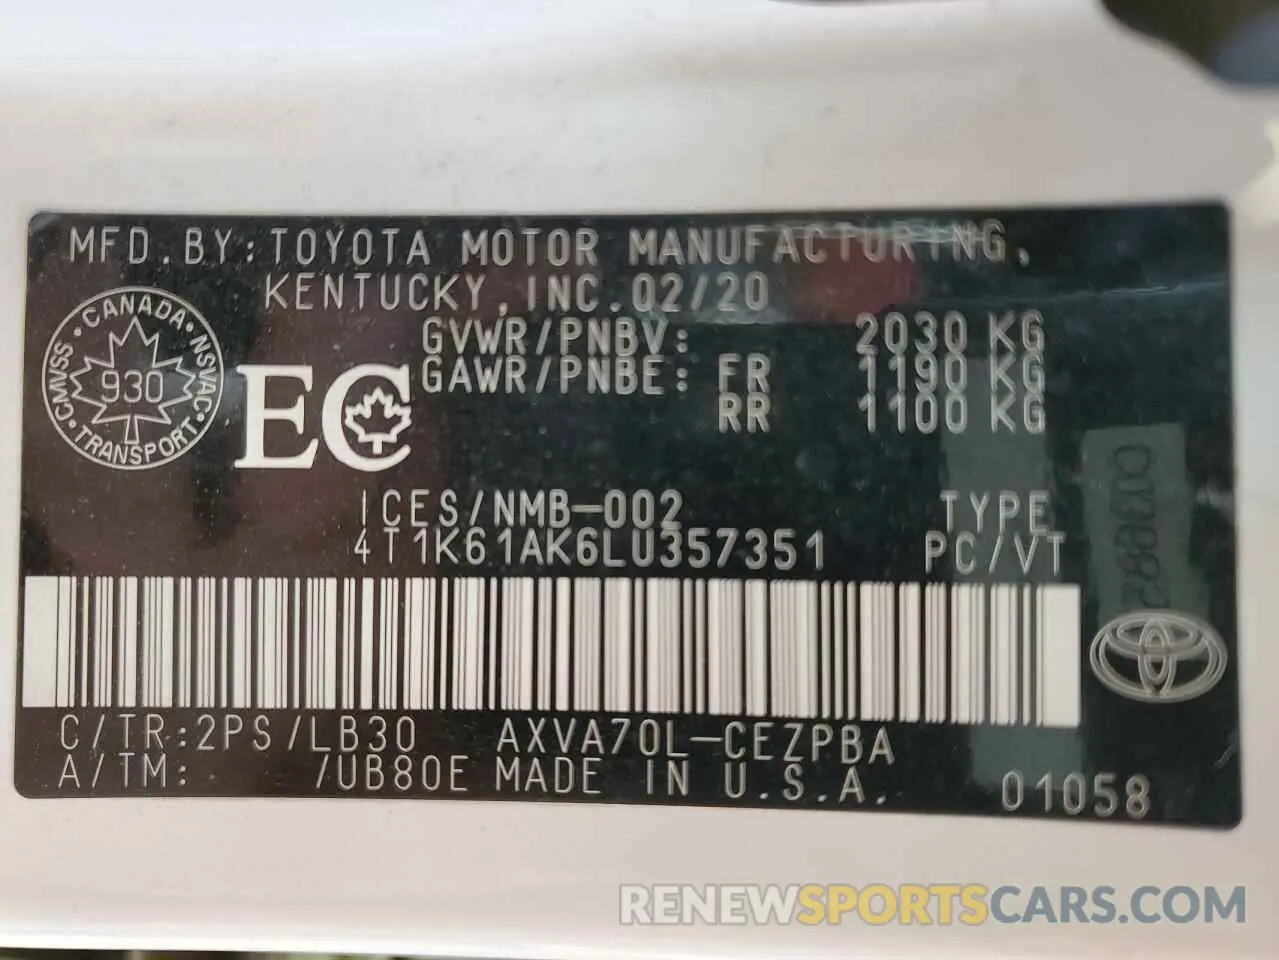 MFD.BY:TOYOTA MOTOR MANUFACTURING,
KENTUCKY,INC.02/20
GVWR/PNBV: 2030 KG
GAWR/PNBE: FR 1190 KG
RR 1100 KG
CANADA
CMVSS NSVAC
930
TRANSPORT
EC
ICES/NMB-002 TYPE
4T1K61AK6LU357351 PC/VT
C/TR:2PS/LB30 AXVA70L-CEZPBA
A/TM: /UB80E MADE IN U.S.A. 01058
RENEWSPORTSCARS.COM